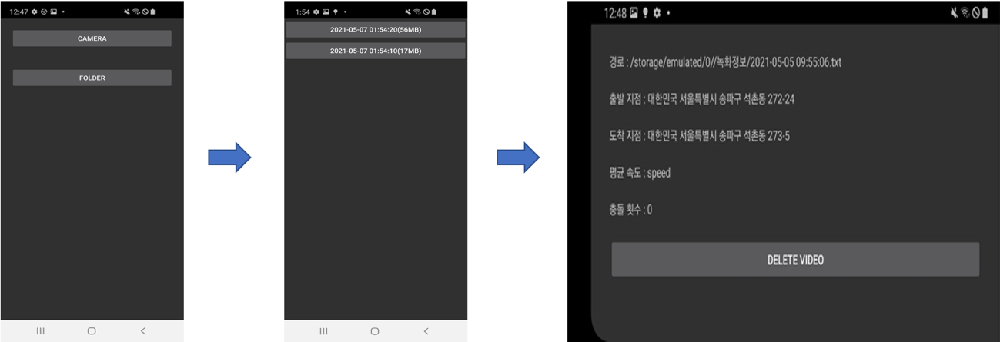 12:47
CAMERA
FOLDER
1:54
2021-05-07 01:54:20(56MB)
2021-05-07 01:54:10(17MB)
12:48
경로 : /storage/emulated/0//녹화정보/2021-05-05 09:55:06.txt
출발 지점 : 대한민국 서울특별시 송파구 석촌동 272-24
도착 지점 : 대한민국 서울특별시 송파구 석촌동 273-5
평균 속도 : speed
충돌 횟수 : 0
DELETE VIDEO